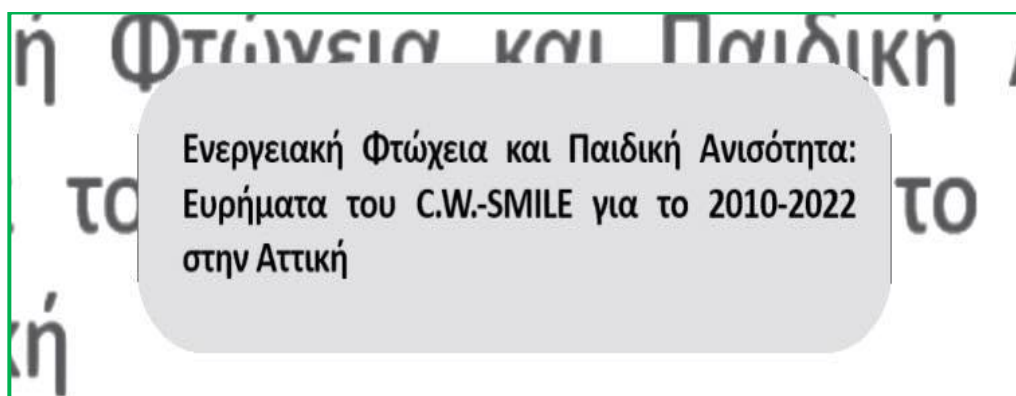 ή Φτώχεια και Παιδική
Ενεργειακή Φτώχεια και Παιδική Ανισότητα:
Ευρήματα του C.W.-SMILE για το 2010-2022
στην Αττική
το
το
κή